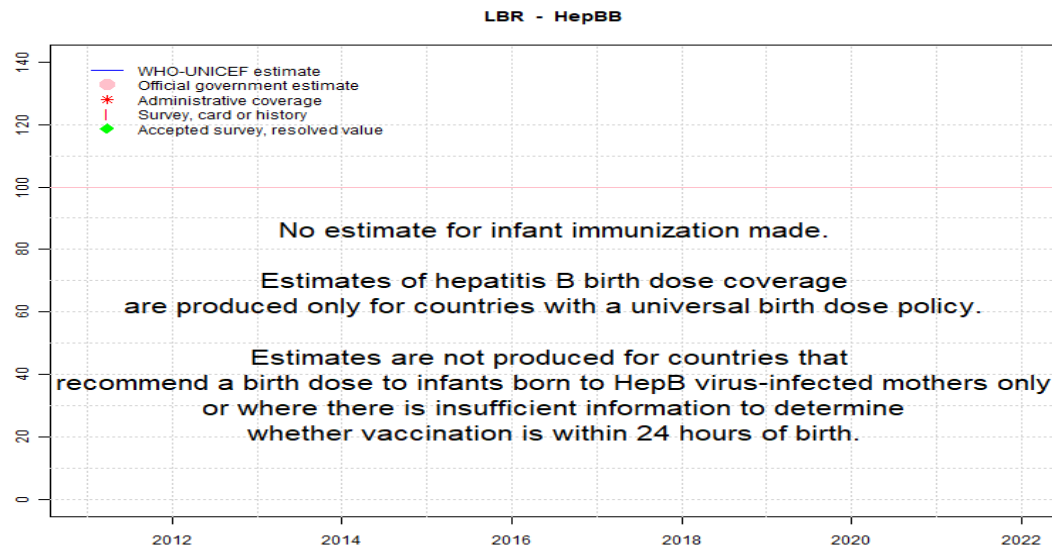 LBR - HepBB
140
120
100
80
60
40
20
0
WHO-UNICEF estimate
Official government estimate
Administrative coverage
Survey, card or history
Accepted survey, resolved value
No estimate for infant immunization made.
Estimates of hepatitis B birth dose coverage
are produced only for countries with a universal birth dose policy.
Estimates are not produced for countries that
recommend a birth dose to infants born to HepB virus-infected mothers only
or where there is insufficient information to determine
whether vaccination is within 24 hours of birth.
2012 2014 2016 2018 2020 2022